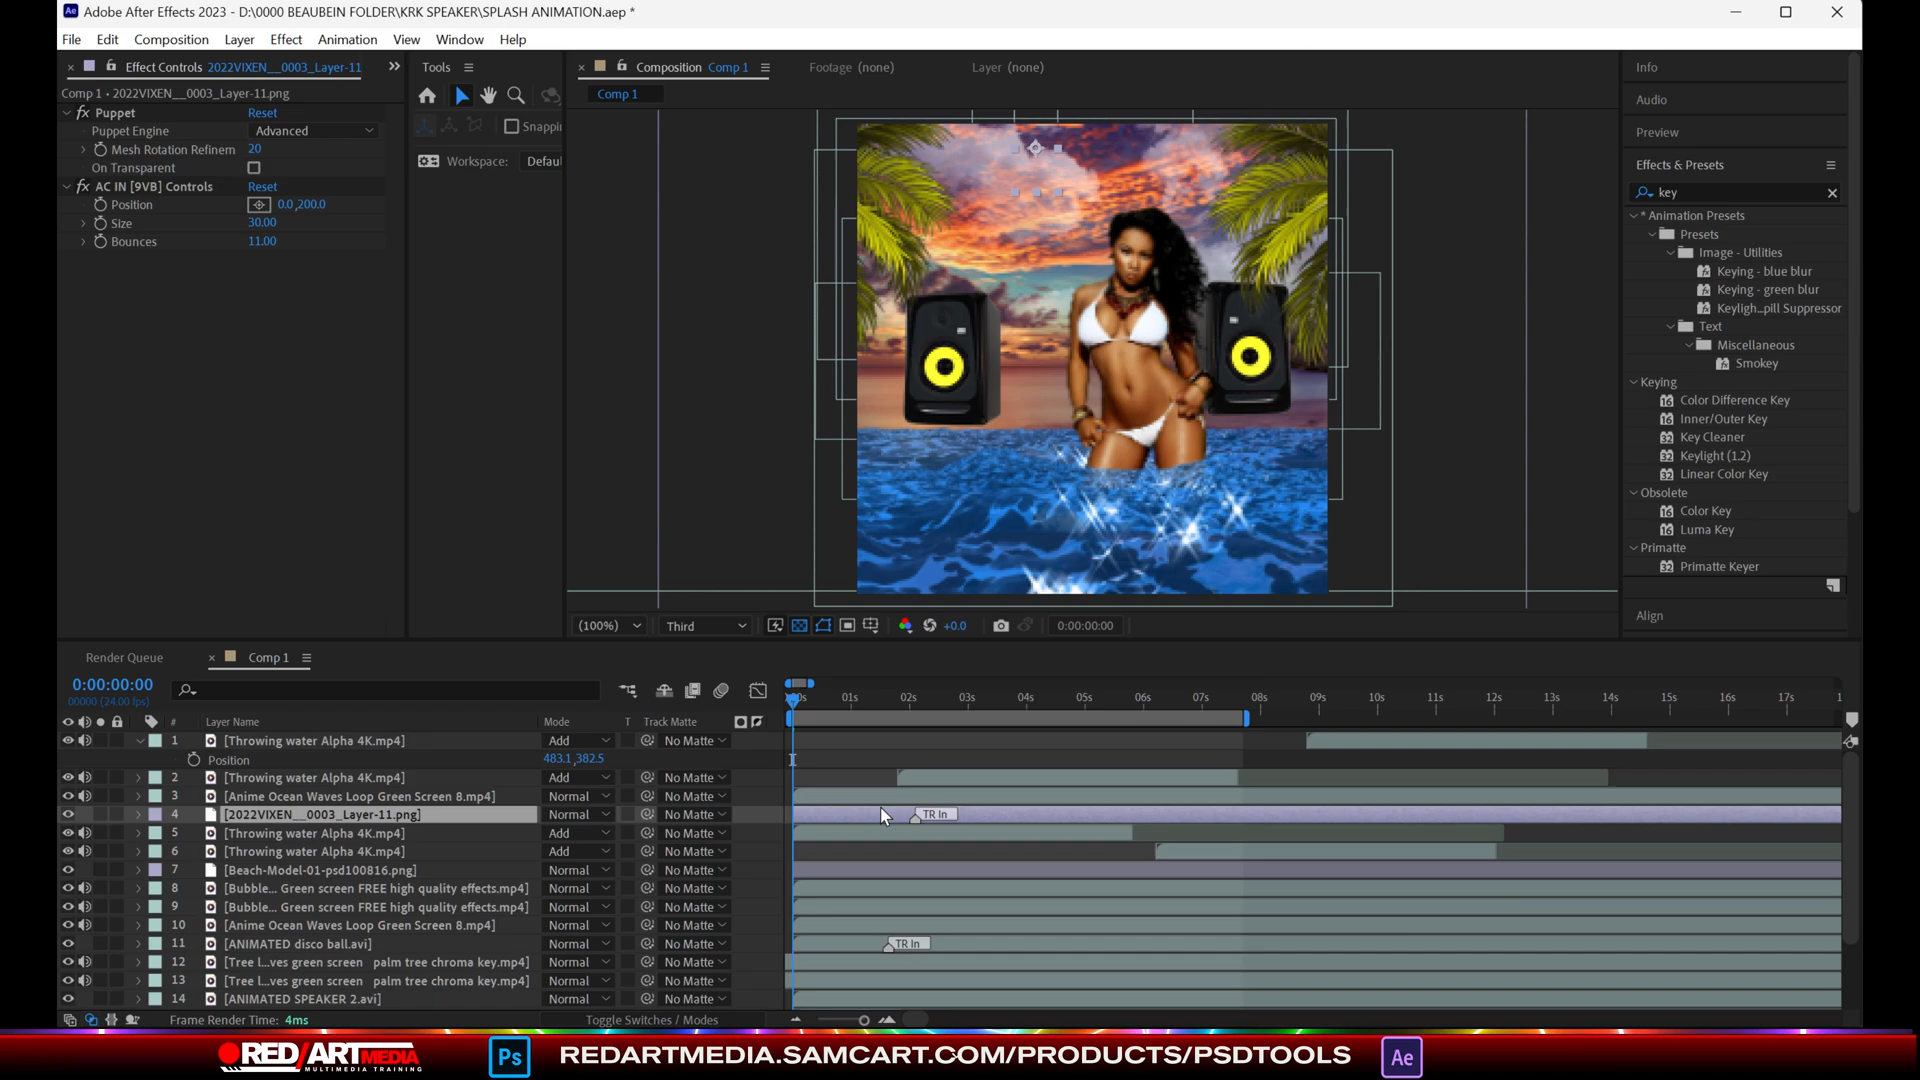 Adobe After Effects 2023 - D:\0000 BEAUBEIN FOLDER\KRK SPEAKER\SPLASH ANIMATION.aep *
File Edit Composition Layer Effect Animation View Window Help
Effect Controls 2022VIXEN__0003_Layer-11
Comp 1 • 2022VIXEN__0003_Layer-11.png
fx Puppet Reset
Puppet Engine Advanced
Mesh Rotation Refinem 20
On Transparent
fx AC IN [9VB] Controls Reset
Position 0.0,200.0
Size 30.00
Bounces 11.00
Tools
Snappin
Workspace: Defaul
Composition Comp 1 Footage (none) Layer (none)
Comp 1
(100%) Third +0.0 0:00:00:00
Info
Audio
Preview
Effects & Presets
key
* Animation Presets
Presets
Image - Utilities
Keying - blue blur
Keying - green blur
Keyligh_pill Suppressor
Text
Miscellaneous
Smokey
Keying
Color Difference Key
Inner/Outer Key
Key Cleaner
Keylight (1.2)
Linear Color Key
Obsolete
Color Key
Luma Key
Primatte
Primatte Keyer
Align
Render Queue Comp 1
0:00:00:00
00000 (24.00 fps)
01s 02s 03s 04s 05s 06s 07s 08s 09s 10s 11s 12s 13s 14s 15s 16s 17s
# Layer Name Mode T Track Matte
1 [Throwing water Alpha 4K.mp4] Add No Matte
Position 483.1,382.5
2 [Throwing water Alpha 4K.mp4] Add No Matte
3 [Anime Ocean Waves Loop Green Screen 8.mp4] Normal No Matte
4 [2022VIXEN__0003_Layer-11.png] Normal No Matte TR In
5 [Throwing water Alpha 4K.mp4] Add No Matte
6 [Throwing water Alpha 4K.mp4] Add No Matte
7 [Beach-Model-01-psd100816.png] Normal No Matte
8 [Bubble... Green screen FREE high quality effects.mp4] Normal No Matte
9 [Bubble... Green screen FREE high quality effects.mp4] Normal No Matte
10 [Anime Ocean Waves Loop Green Screen 8.mp4] Normal No Matte
11 [ANIMATED disco ball.avi] Normal No Matte TR In
12 [Tree l...ves green screen palm tree chroma key.mp4] Normal No Matte
13 [Tree l...ves green screen palm tree chroma key.mp4] Normal No Matte
14 [ANIMATED SPEAKER 2.avi] Normal No Matte
Frame Render Time: 4ms Toggle Switches / Modes
RED/ARTMEDIA
MULTIMEDIA TRAINING
Ps
REDARTMEDIA.SAMCART.COM/PRODUCTS/PSDTOOLS
Ae